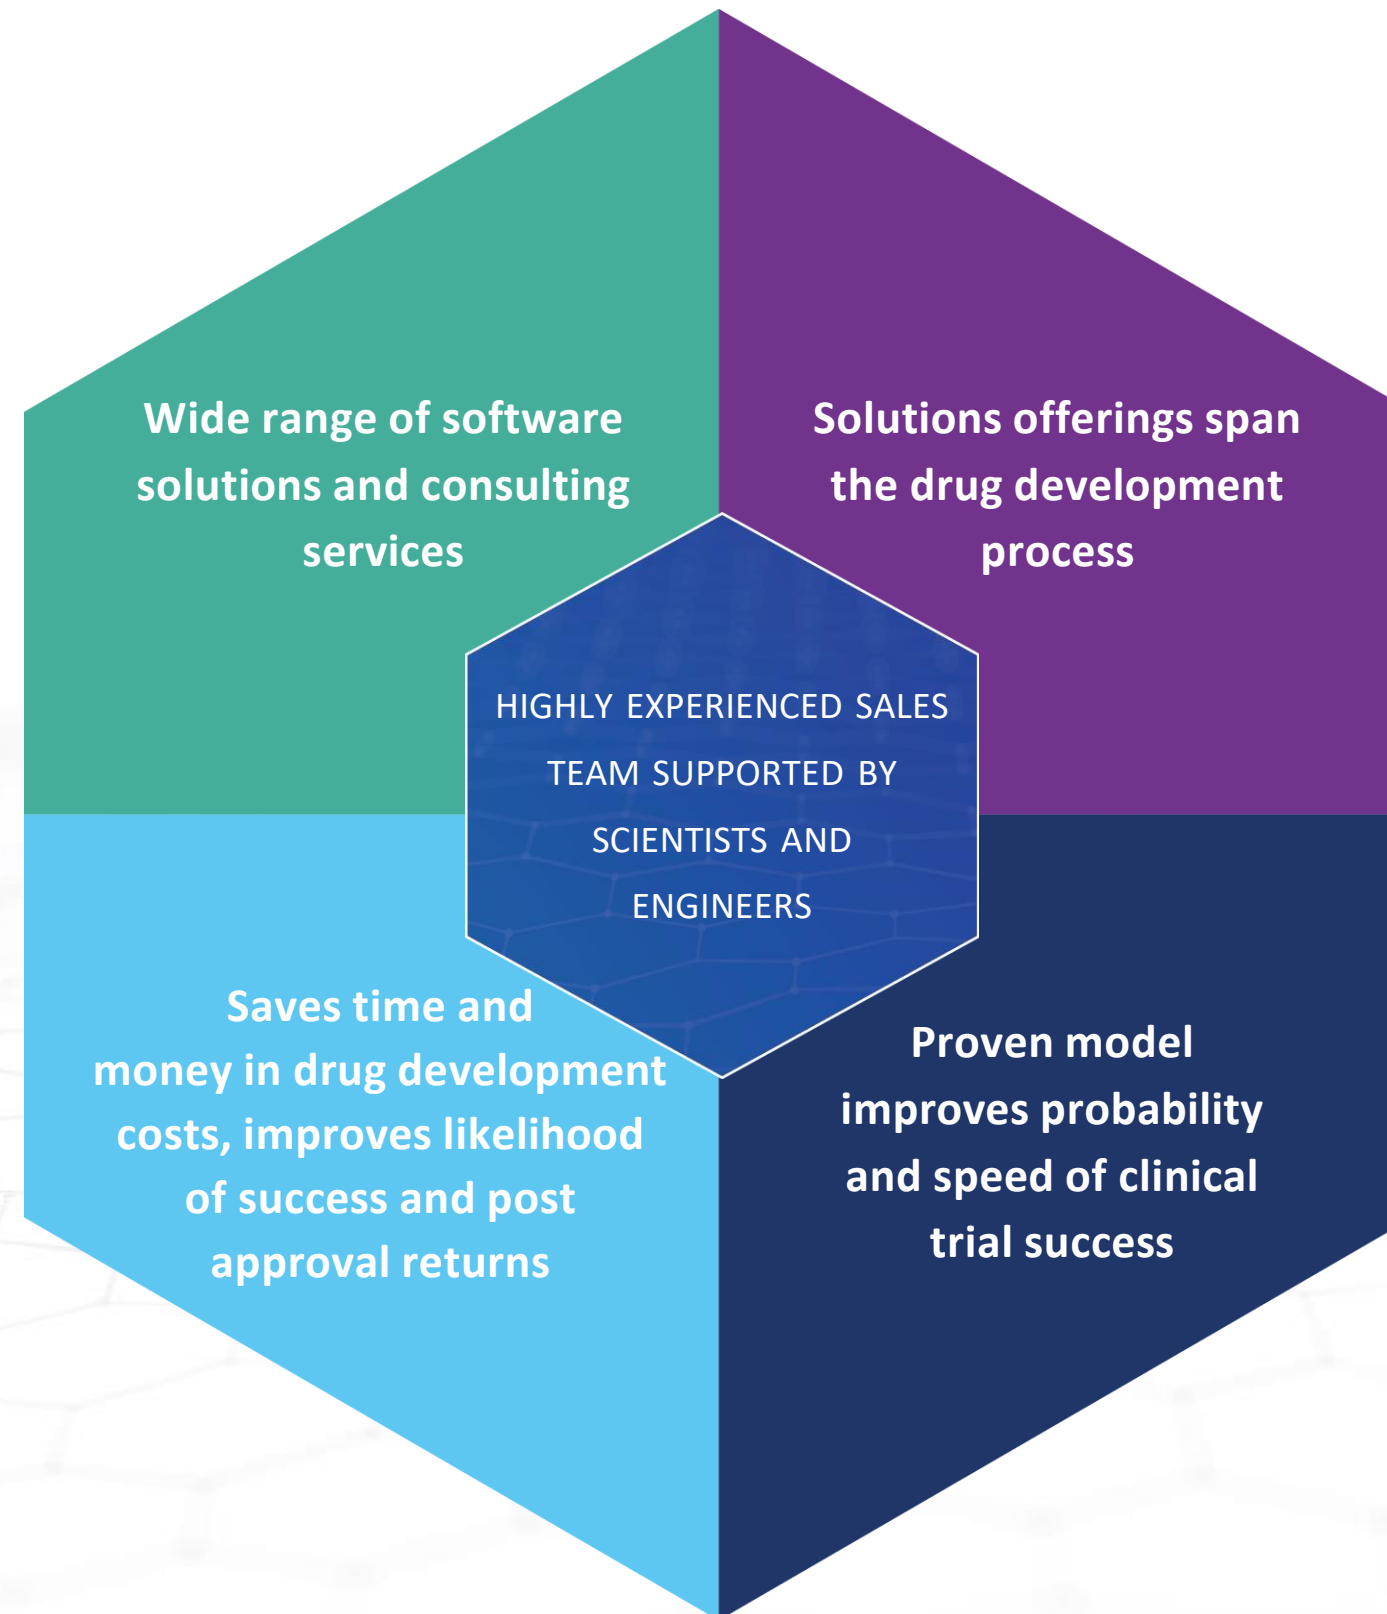 Wide range of software
solutions and consulting
services
Solutions offerings span
the drug development
process
HIGHLY EXPERIENCED SALES
TEAM SUPPORTED BY
SCIENTISTS AND
ENGINEERS
Saves time and
money in drug development
costs, improves likelihood
of success and post
approval returns
Proven model
improves probability
and speed of clinical
trial success